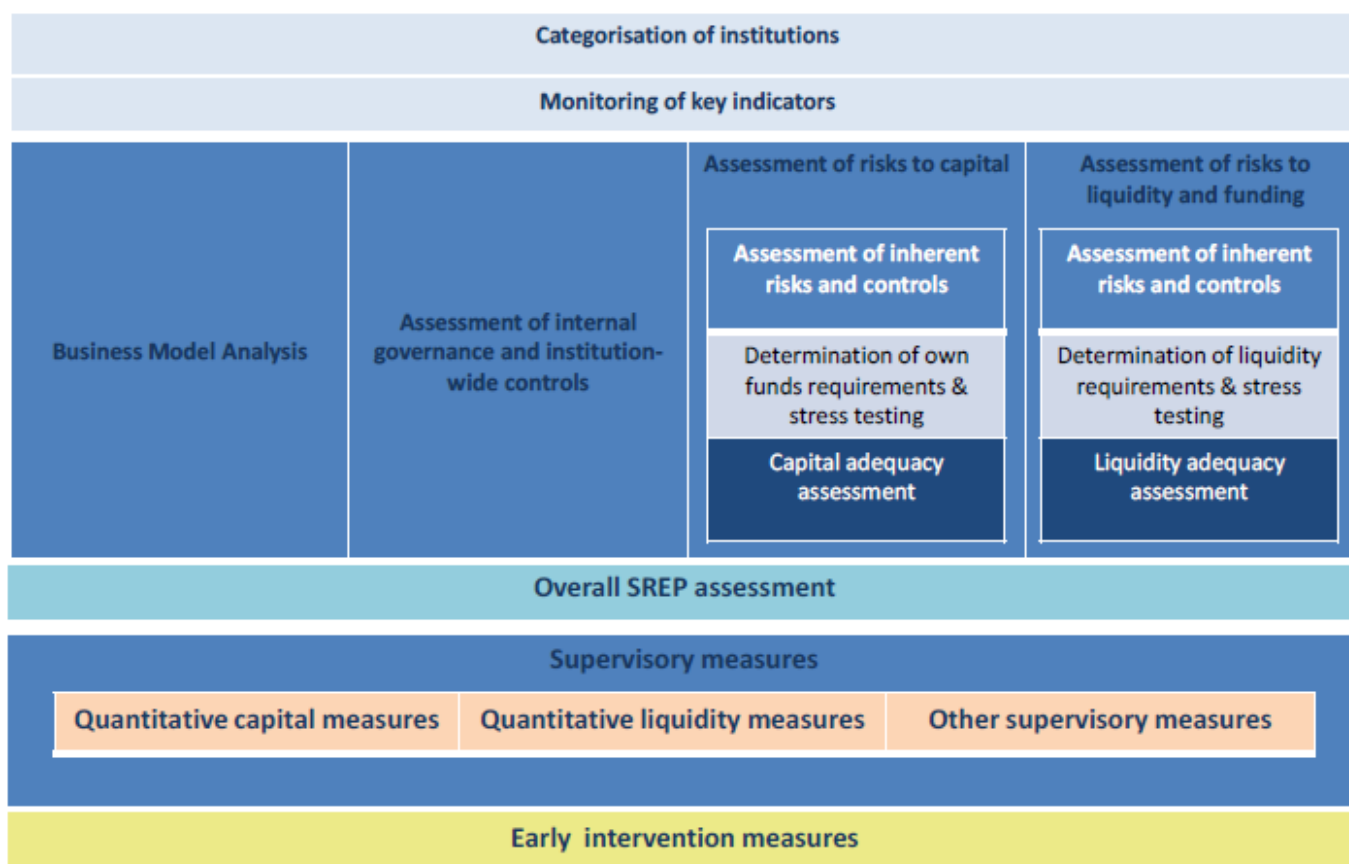 Categorisation of institutions
Monitoring of key indicators
Business Model Analysis
Assessment of internal
governance and institution-
wide controls
Assessment of risks to capital
Assessment of inherent
risks and controls
Determination of own
funds requirements &
stress testing
Capital adequacy
assessment
Assessment of risks to
liquidity and funding
Assessment of inherent
risks and controls
Determination of liquidity
requirements & stress
testing
Liquidity adequacy
assessment
Overall SREP assessment
Supervisory measures
Quantitative capital measures
Quantitative liquidity measures
Other supervisory measures
Early intervention measures